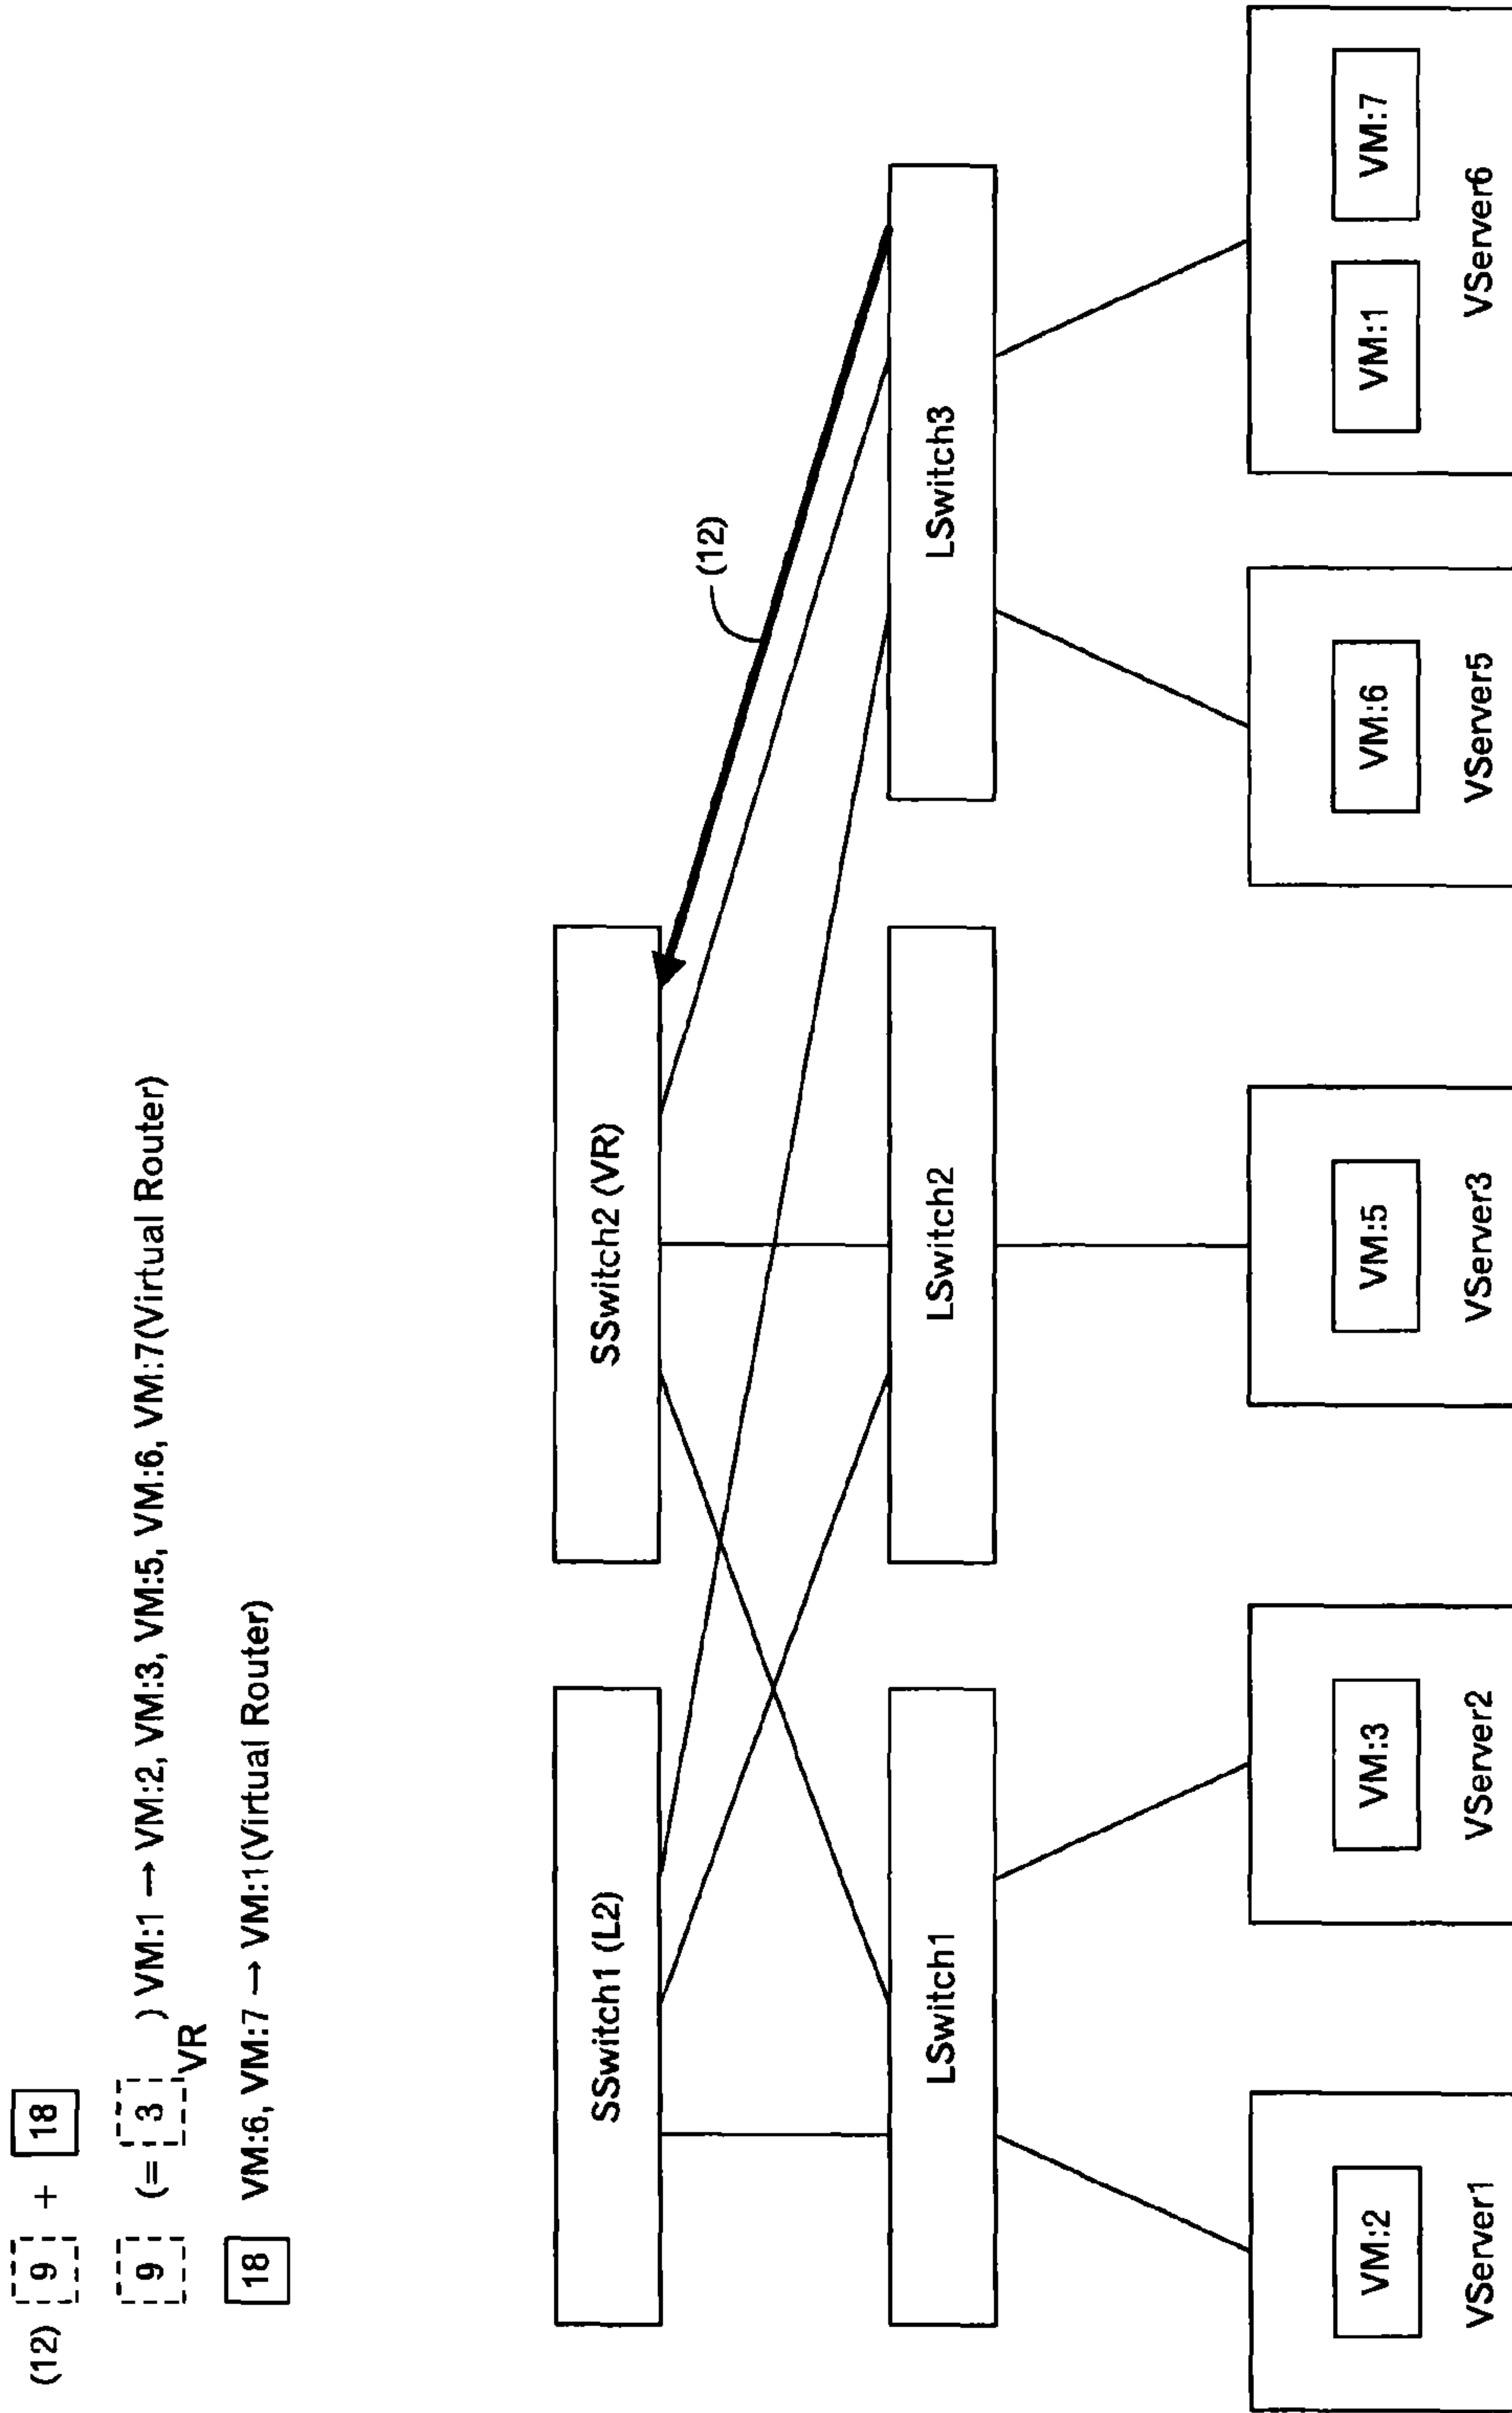 (12) 9 + 18
9 (= 3 VR) VM:1 → VM:2, VM:3, VM:5, VM:6, VM:7(Virtual Router)
18 VM:6, VM:7 → VM:1(Virtual Router)
SSwitch1 (L2)
SSwitch2 (VR)
(12)
LSwitch1
LSwitch2
LSwitch3
VM:2
VM:3
VM:5
VM:6
VM:1
VM:7
VServer1
VServer2
VServer3
VServer5
VServer6